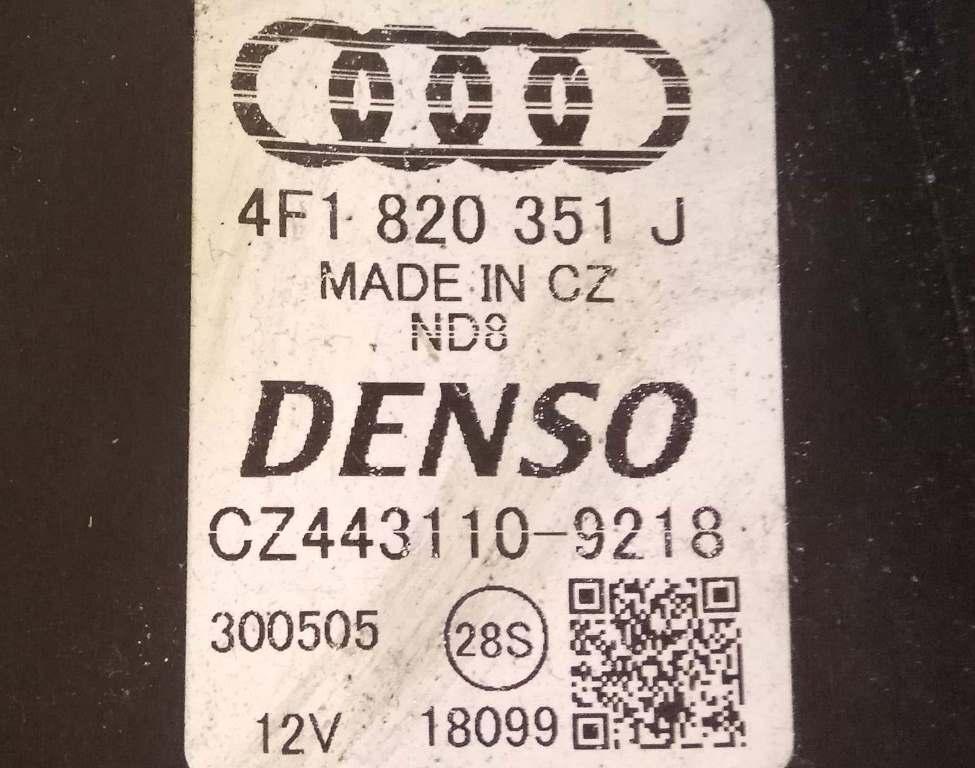 4F1 820 351 J
MADE IN CZ
ND8
DENSO
CZ443110-9218
300505
28S
12V
18099